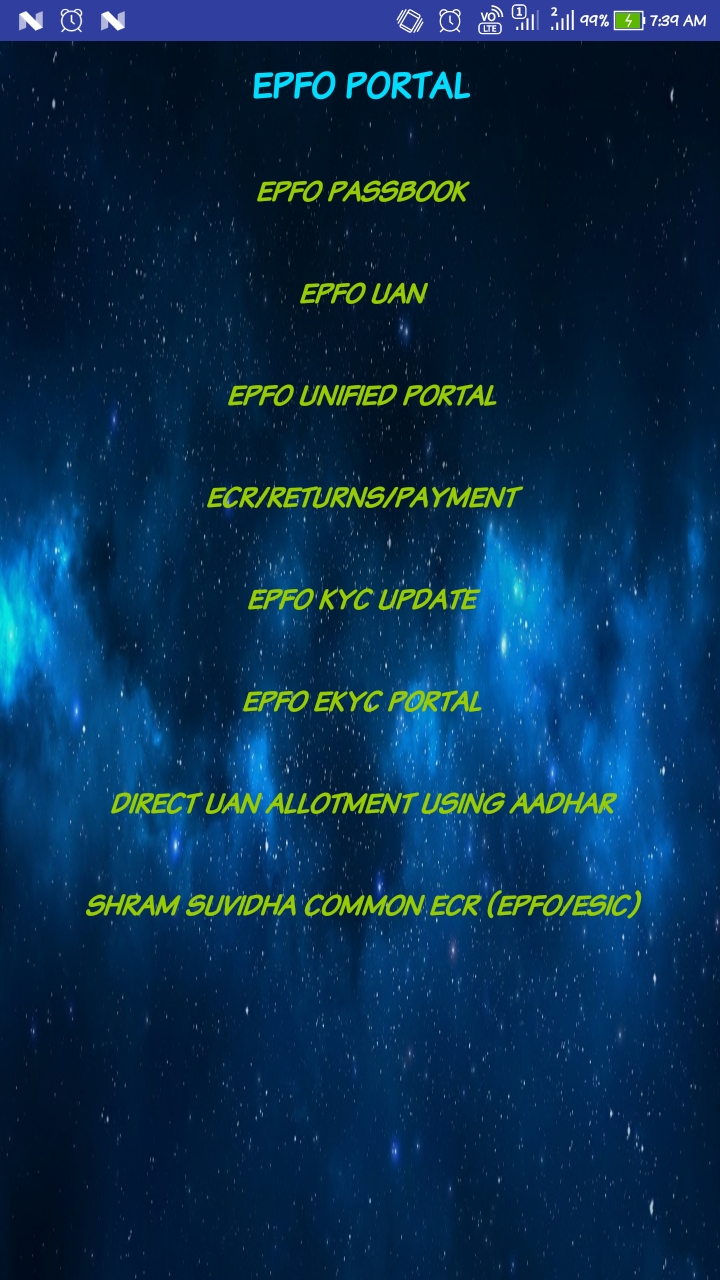 VO
LTE
1
2
99%
7:39 AM
EPFO PORTAL
EPFO PASSBOOK
EPFO UAN
EPFO UNIFIED PORTAL
ECR/RETURNS/PAYMENT
EPFO KYC UPDATE
EPFO EKYC PORTAL
DIRECT UAN ALLOTMENT USING AADHAR
SHRAM SUVIDHA COMMON ECR (EPFO/ESIC)